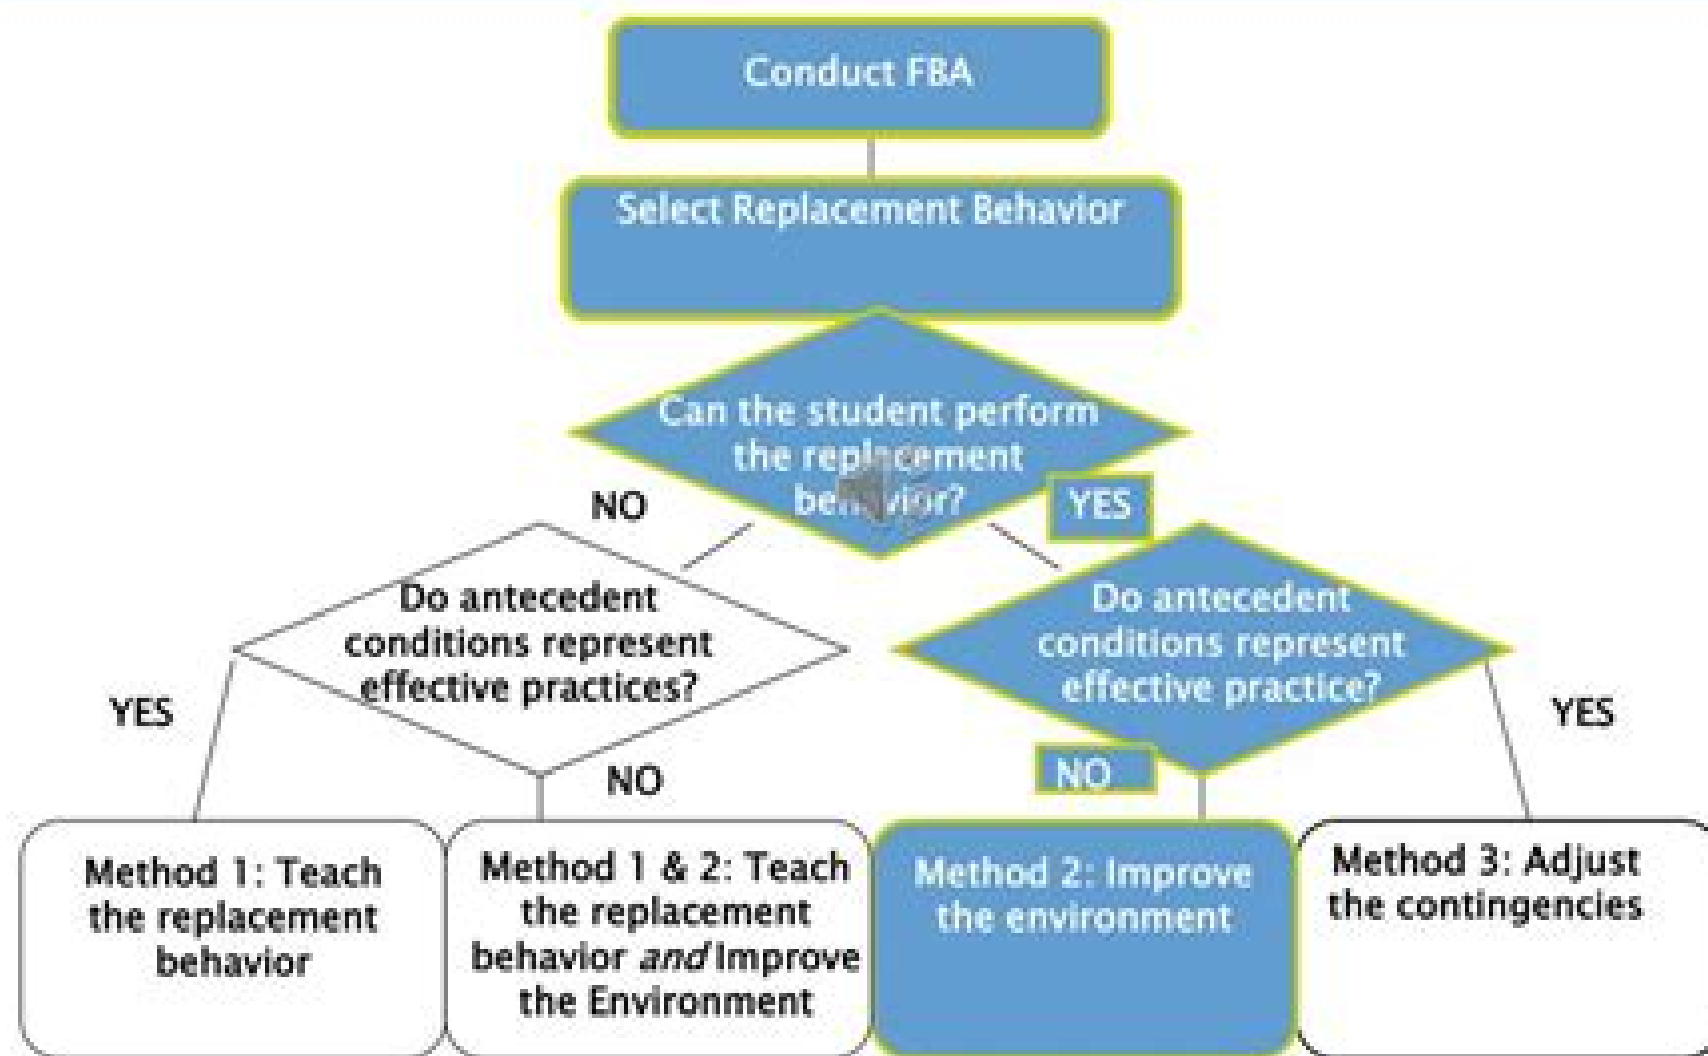 Conduct FBA
Select Replacement Behavior
Can the student perform
the replacement
behavior?
NO
YES
Do antecedent
conditions represent
effective practices?
Do antecedent
conditions represent
effective practice?
YES
NO
NO
YES
Method 1: Teach
the replacement
behavior
Method 1 & 2: Teach
the replacement
behavior and Improve
the Environment
Method 2: Improve
the environment
Method 3: Adjust
the contingencies